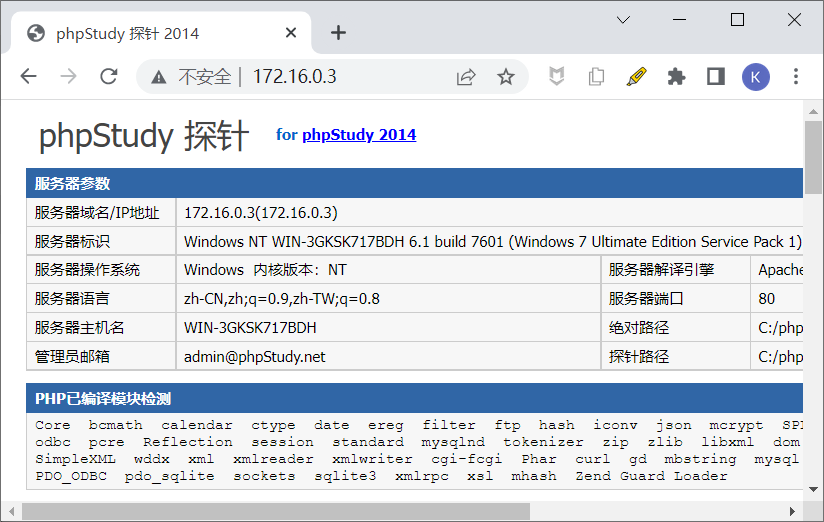 phpStudy 探针 2014
不安全 | 172.16.0.3
K
phpStudy 探针 for phpStudy 2014
服务器参数
服务器域名/IP地址 172.16.0.3(172.16.0.3)
服务器标识 Windows NT WIN-3GKSK717BDH 6.1 build 7601 (Windows 7 Ultimate Edition Service Pack 1)
服务器操作系统 Windows 内核版本：NT 服务器解译引擎 Apache
服务器语言 zh-CN,zh;q=0.9,zh-TW;q=0.8 服务器端口 80
服务器主机名 WIN-3GKSK717BDH 绝对路径 C:/php
管理员邮箱 admin@phpStudy.net 探针路径 C:/php
PHP已编译模块检测
Core bcmath calendar ctype date ereg filter ftp hash iconv json mcrypt SPL
odbc pcre Reflection session standard mysqlnd tokenizer zip zlib libxml dom
SimpleXML wddx xml xmlreader xmlwriter cgi-fcgi Phar curl gd mbstring mysql
PDO_ODBC pdo_sqlite sockets sqlite3 xmlrpc xsl mhash Zend Guard Loader